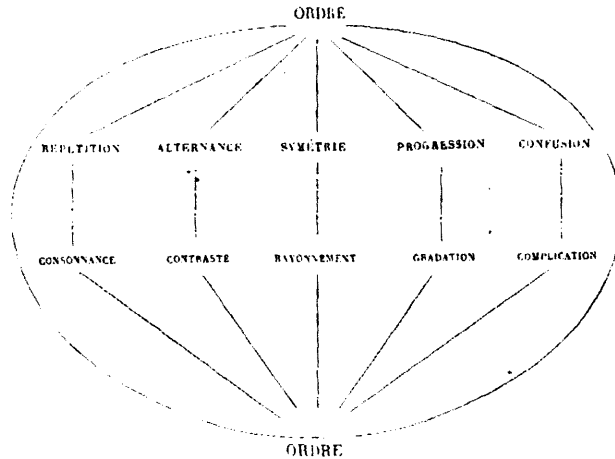 ORDRE
RÉPÉTITION ALTERNANCE SYMÉTRIE PROGRESSION CONFUSION
CONSONNANCE CONTRASTE RAYONNEMENT GRADATION COMPLICATION
ORDRE